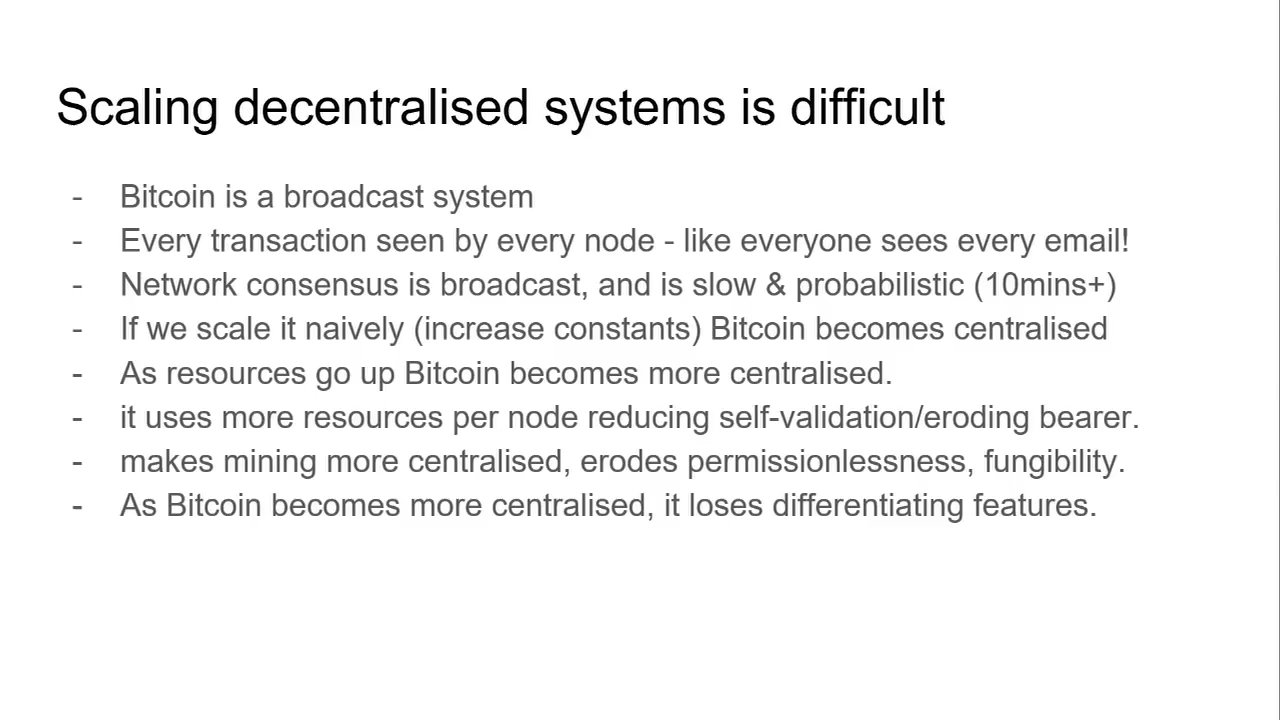 Scaling decentralised systems is difficult
- Bitcoin is a broadcast system
- Every transaction seen by every node - like everyone sees every email!
- Network consensus is broadcast, and is slow & probabilistic (10mins+)
- If we scale it naively (increase constants) Bitcoin becomes centralised
- As resources go up Bitcoin becomes more centralised.
- it uses more resources per node reducing self-validation/eroding bearer.
- makes mining more centralised, erodes permissionlessness, fungibility.
- As Bitcoin becomes more centralised, it loses differentiating features.